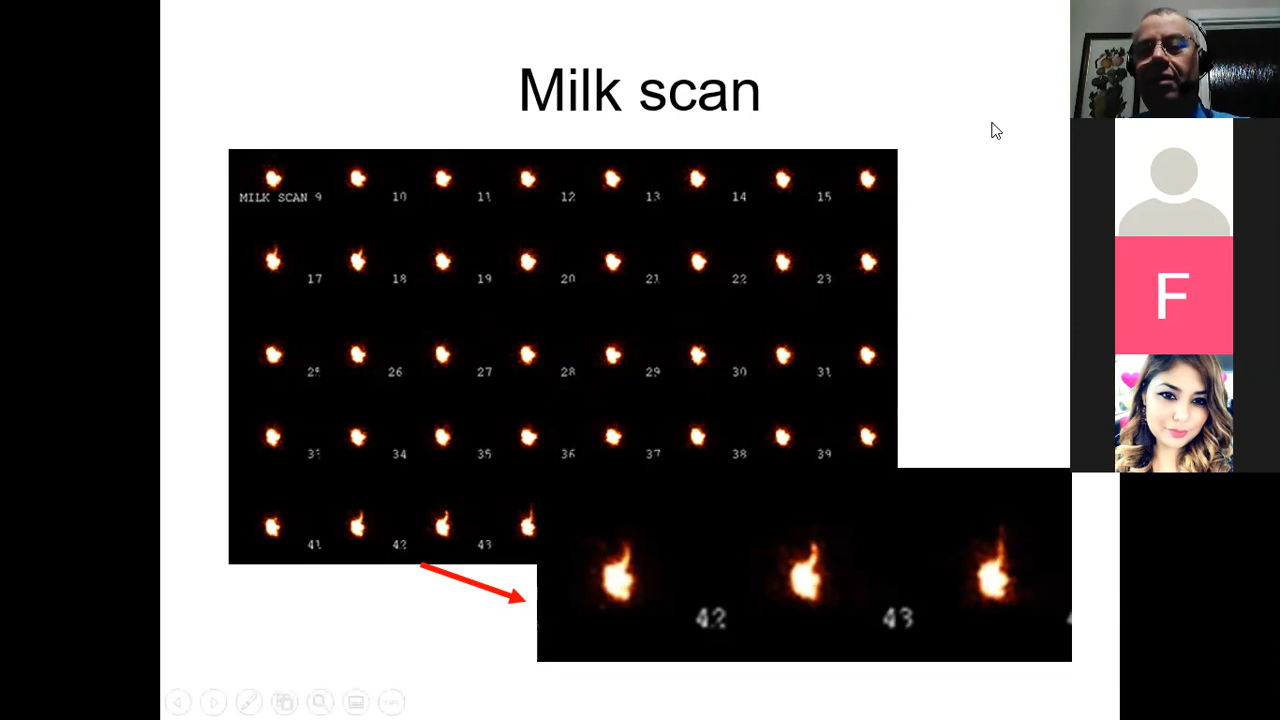 Milk scan
MILK SCAN 9 10 11 12 13 14 15
17 18 19 20 21 22 23
25 26 27 28 29 30 31
33 34 35 36 37 38 39
41 42 43
42 43
F